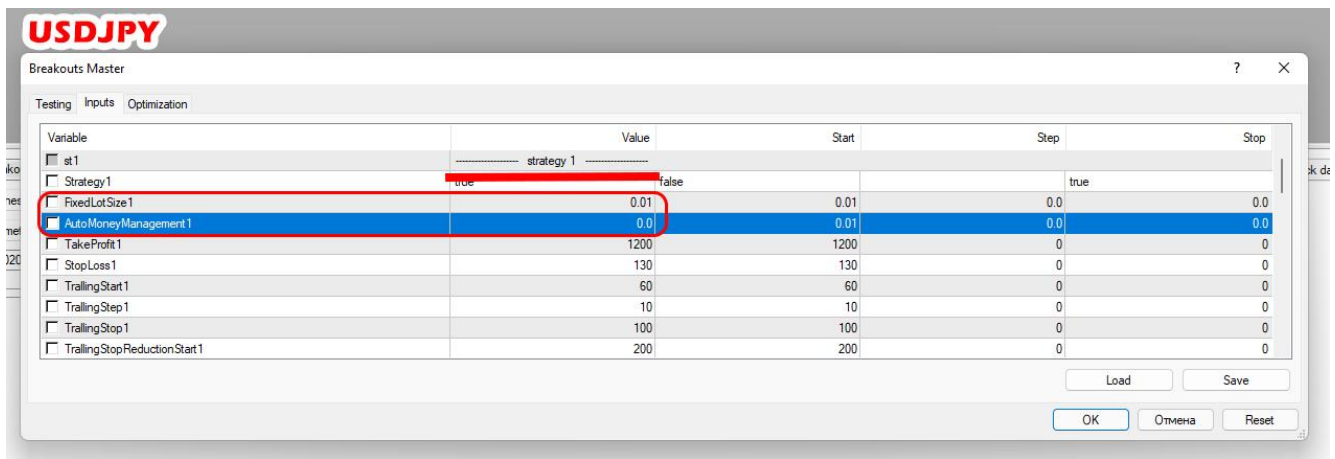 USDJPY
Breakouts Master ? ×
Testing Inputs Optimization
Variable Value Start Step Stop
st1 -------------------- strategy 1 --------------------
Strategy1 true false true
FixedLotSize1 0.01 0.01 0.0 0.0
AutoMoneyManagement1 0.0 0.01 0.0 0.0
TakeProfit1 1200 1200 0 0
StopLoss1 130 130 0 0
TrallingStart1 60 60 0 0
TrallingStep1 10 10 0 0
TrallingStop1 100 100 0 0
TrallingStopReductionStart1 200 200 0 0
Load Save
OK Отмена Reset